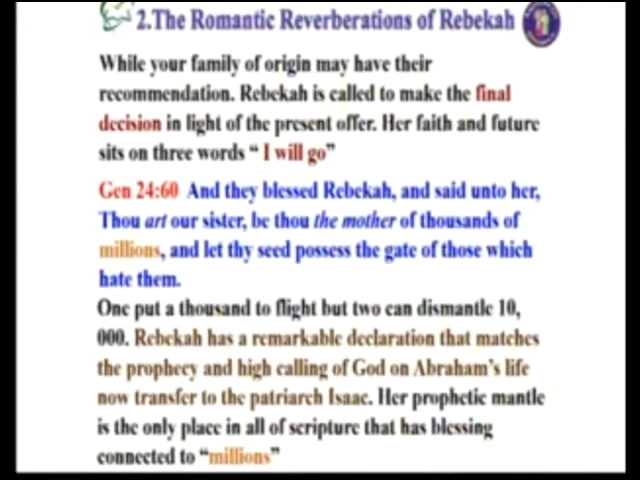 2.The Romantic Reverberations of Rebekah
While your family of origin may have their
recommendation. Rebekah is called to make the final
decision in light of the present offer. Her faith and future
sits on three words “ I will go”
Gen 24:60 And they blessed Rebekah, and said unto her,
Thou art our sister, be thou the mother of thousands of
millions, and let thy seed possess the gate of those which
hate them.
One put a thousand to flight but two can dismantle 10,
000. Rebekah has a remarkable declaration that matches
the prophecy and high calling of God on Abraham’s life
now transfer to the patriarch Isaac. Her prophetic mantle
is the only place in all of scripture that has blessing
connected to “millions”